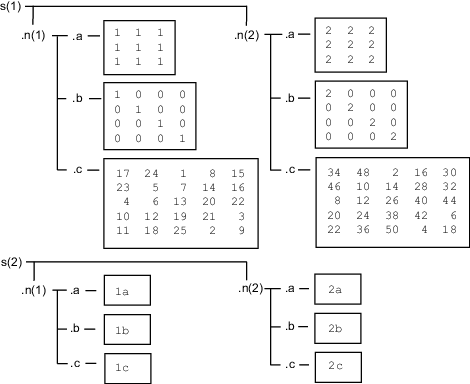 s(1)
.n(1) .a 1 1 1
1 1 1
1 1 1
.b 1 0 0 0
0 1 0 0
0 0 1 0
0 0 0 1
.c 17 24 1 8 15
23 5 7 14 16
4 6 13 20 22
10 12 19 21 3
11 18 25 2 9
.n(2) .a 2 2 2
2 2 2
2 2 2
.b 2 0 0 0
0 2 0 0
0 0 2 0
0 0 0 2
.c 34 48 2 16 30
46 10 14 28 32
8 12 26 40 44
20 24 38 42 6
22 36 50 4 18
s(2)
.n(1) .a 1a
.b 1b
.c 1c
.n(2) .a 2a
.b 2b
.c 2c